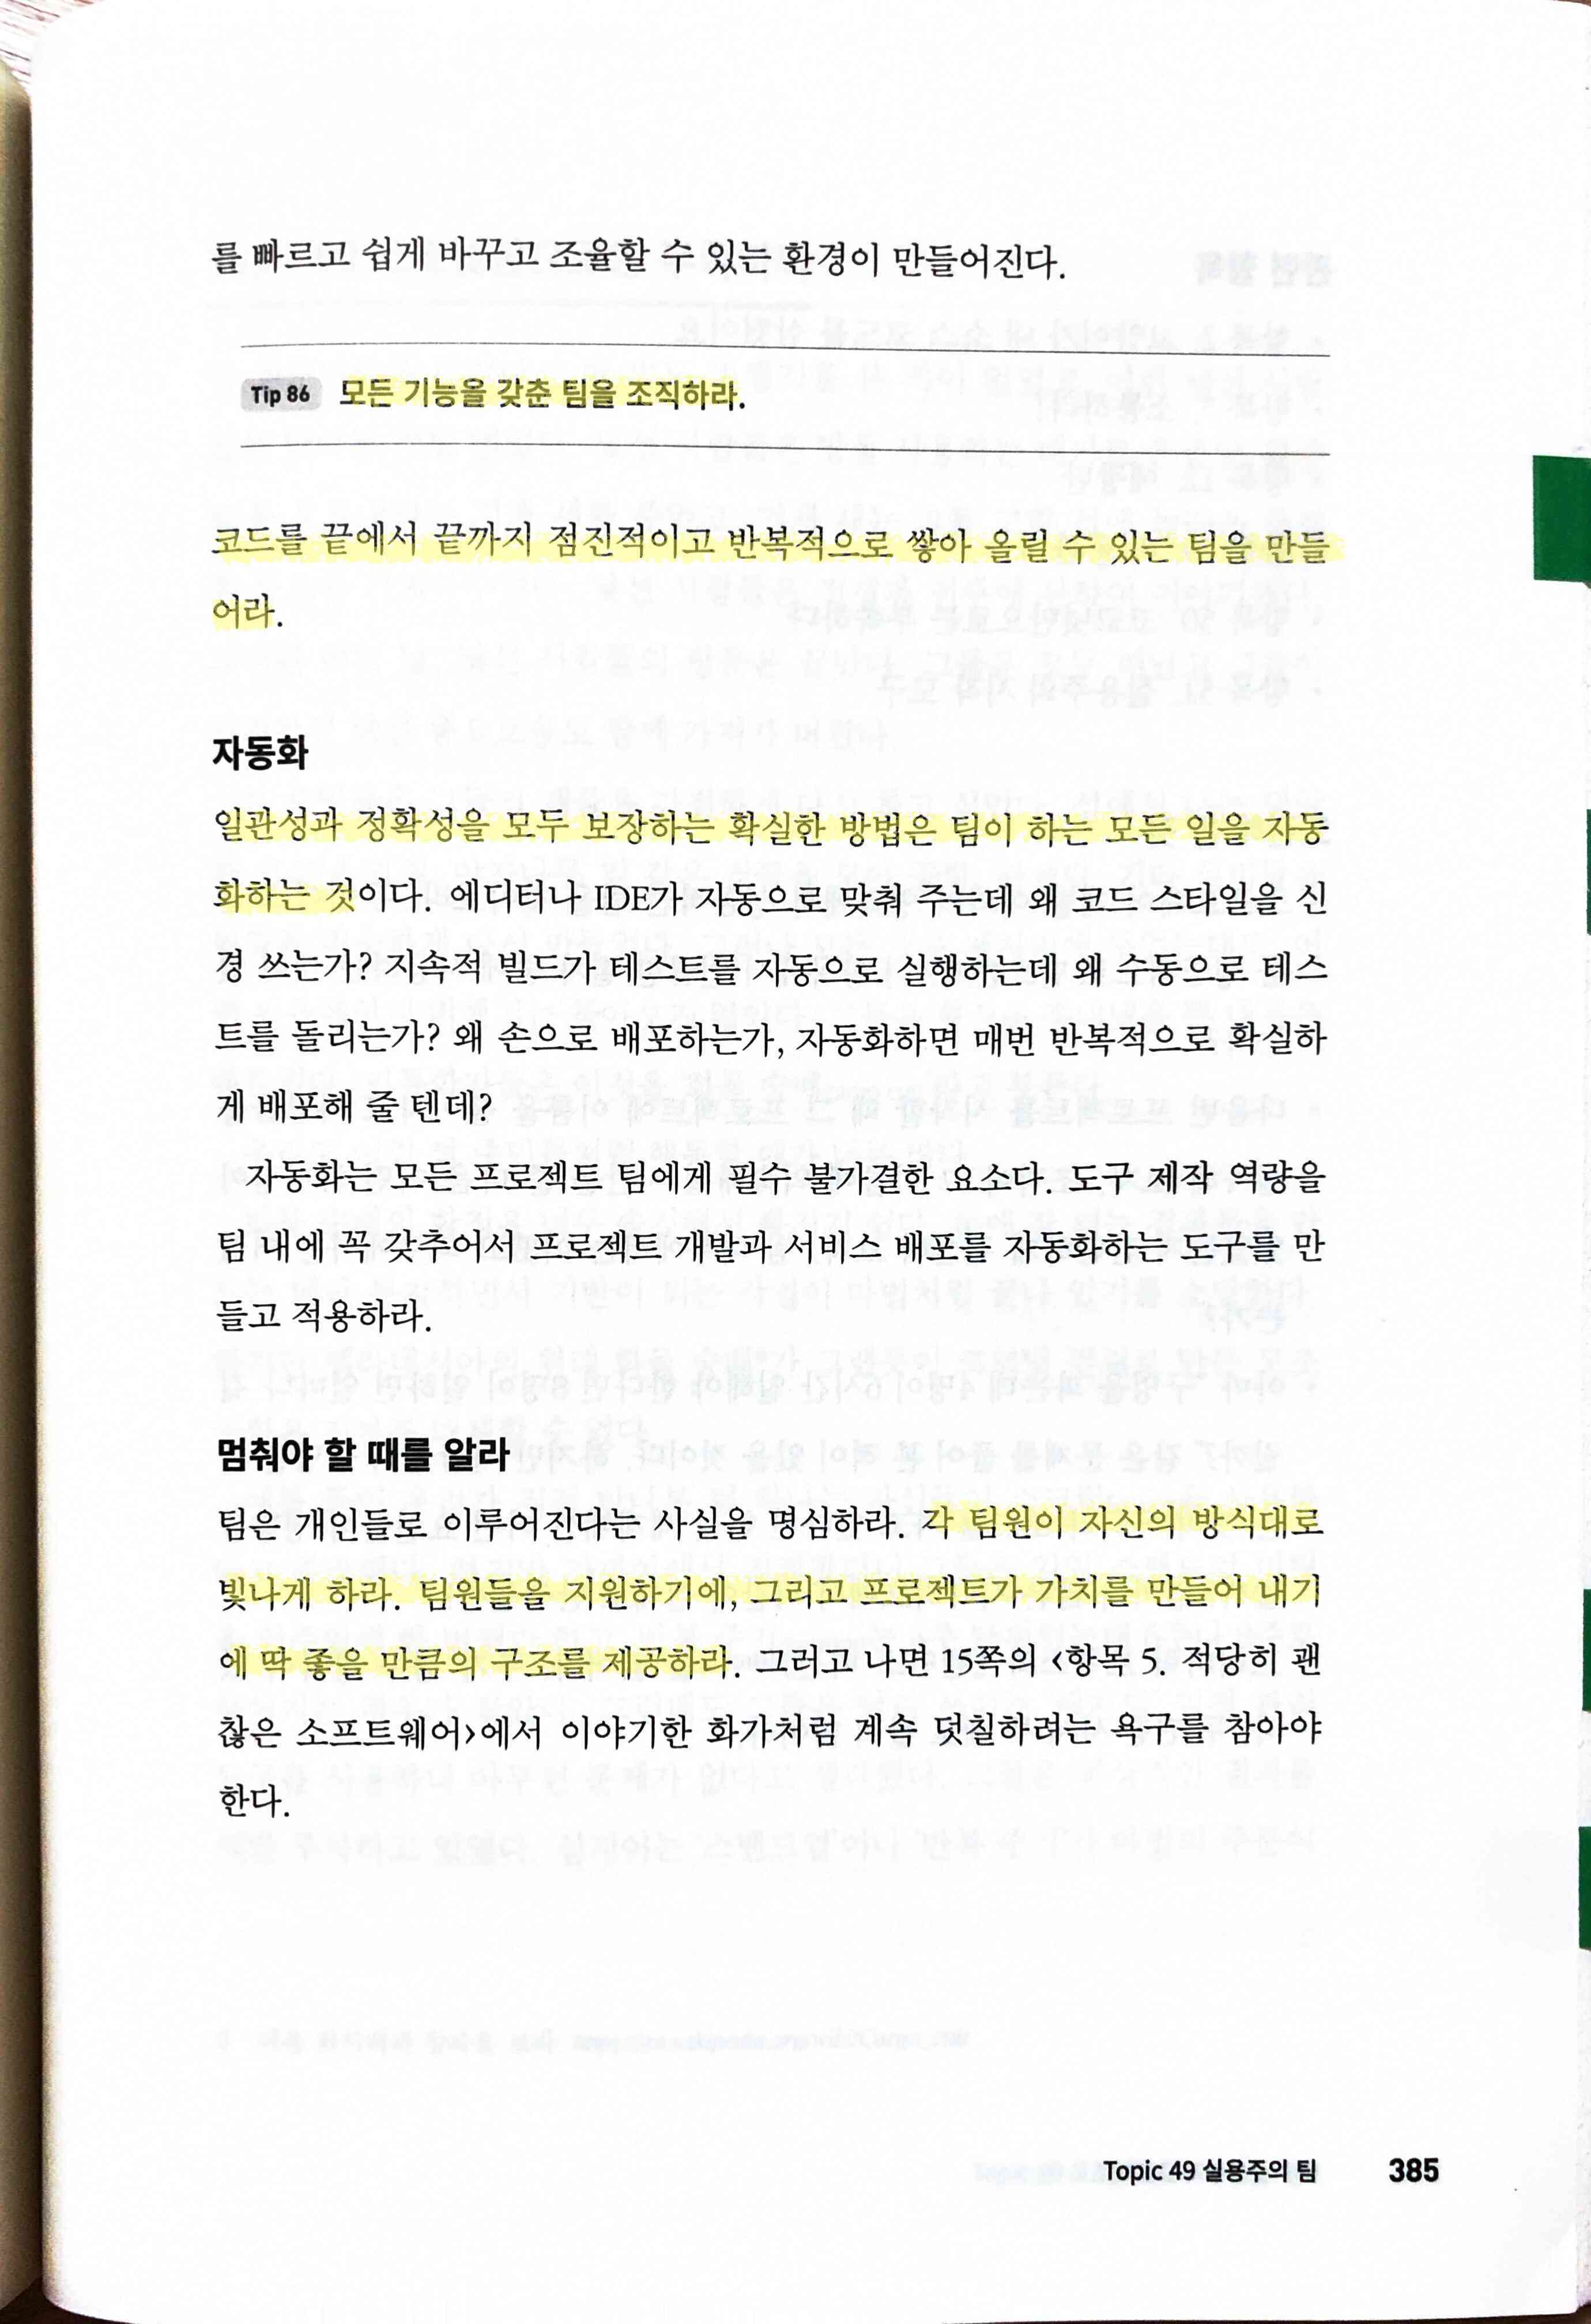 를 빠르고 쉽게 바꾸고 조율할 수 있는 환경이 만들어진다.
Tip 86 모든 기능을 갖춘 팀을 조직하라.
코드를 끝에서 끝까지 점진적이고 반복적으로 쌓아 올릴 수 있는 팀을 만들
어라.
자동화
일관성과 정확성을 모두 보장하는 확실한 방법은 팀이 하는 모든 일을 자동
화하는 것이다. 에디터나 IDE가 자동으로 맞춰 주는데 왜 코드 스타일을 신
경 쓰는가? 지속적 빌드가 테스트를 자동으로 실행하는데 왜 수동으로 테스
트를 돌리는가? 왜 손으로 배포하는가, 자동화하면 매번 반복적으로 확실하
게 배포해 줄 텐데?
자동화는 모든 프로젝트 팀에게 필수 불가결한 요소다. 도구 제작 역량을
팀 내에 꼭 갖추어서 프로젝트 개발과 서비스 배포를 자동화하는 도구를 만
들고 적용하라.
멈춰야 할 때를 알라
팀은 개인들로 이루어진다는 사실을 명심하라. 각 팀원이 자신의 방식대로
빛나게 하라. 팀원들을 지원하기에, 그리고 프로젝트가 가치를 만들어 내기
에 딱 좋을 만큼의 구조를 제공하라. 그러고 나면 15쪽의 <항목 5. 적당히 괜
찮은 소프트웨어>에서 이야기한 화가처럼 계속 덧칠하려는 욕구를 참아야
한다.
Topic 49 실용주의 팀 385